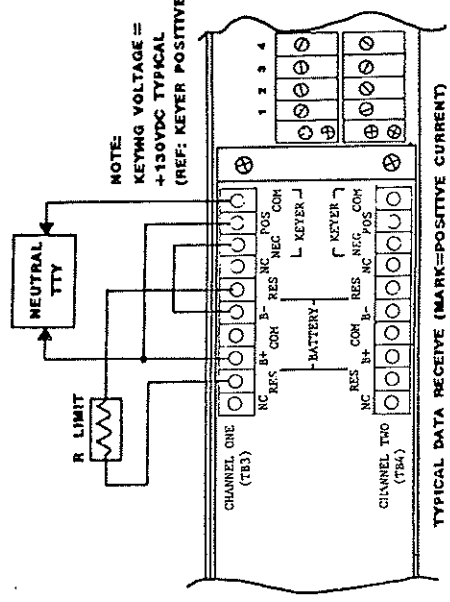 NOTE:
KEYING VOLTAGE =
+130VDC TYPICAL
(REF: KEYER POSITIVE
NEUTRAL
TTY
R LIMIT
1 2 3 4
CHANNEL ONE
(TB3)
NC RES B+ COM B- RES NC NEG POS COM
BATTERY
KEYER
KEYER
CHANNEL TWO
(TB4)
NC RES B+ COM B- RES NC NEG POS COM
TYPICAL DATA RECEIVE (MARK=POSITIVE CURRENT)